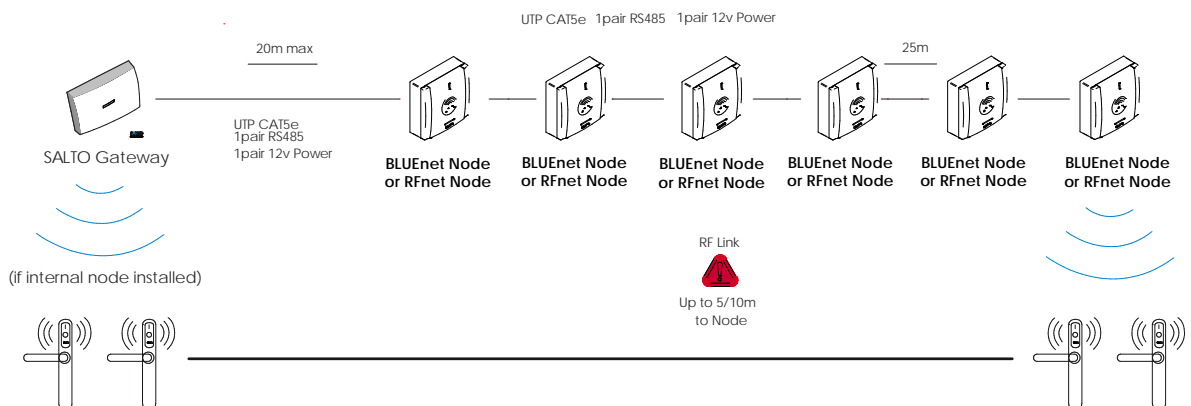 UTP CAT5e 1pair RS485 1pair 12v Power
20m max
25m
UTP CAT5e
1pair RS485
1pair 12v Power
SALTO Gateway
BLUEnet Node
or RFnet Node
BLUEnet Node
or RFnet Node
BLUEnet Node
or RFnet Node
BLUEnet Node
or RFnet Node
BLUEnet Node
or RFnet Node
BLUEnet Node
or RFnet Node
(if internal node installed)
RF Link
Up to 5/10m
to Node